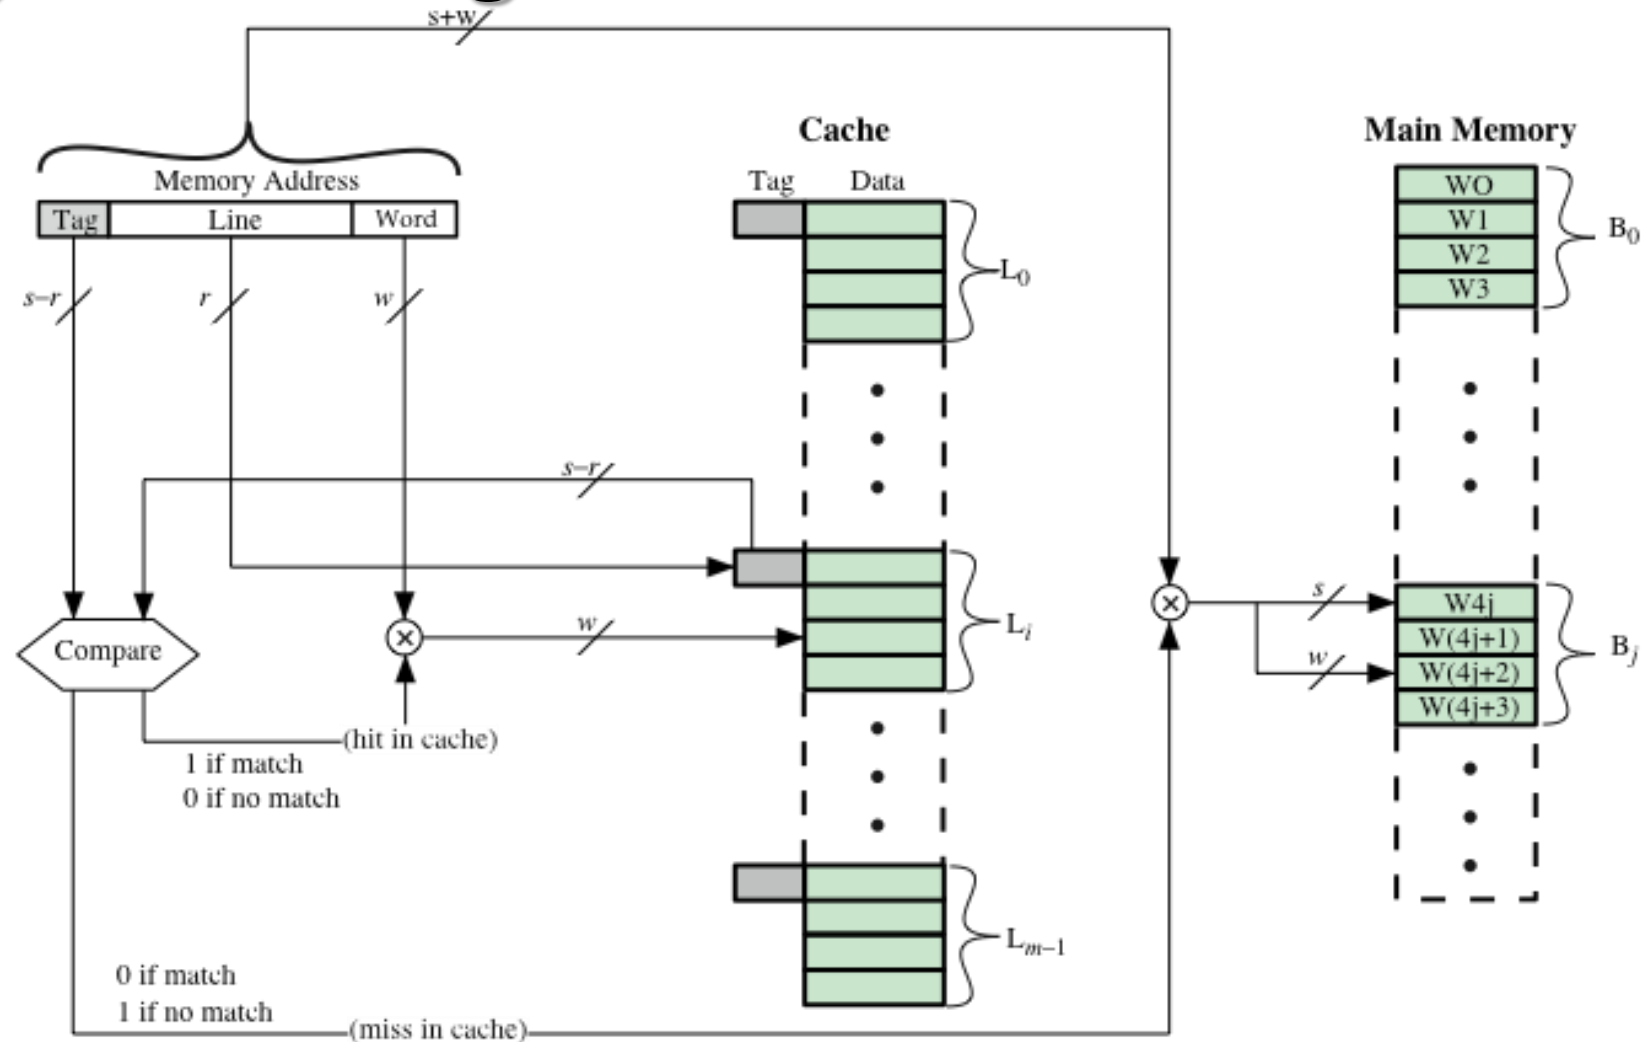 s+w
Cache
Main Memory
Memory Address
Tag Data
Tag Line Word
WO
W1
W2
W3
B0
L0
s–r
r
w
s–r
Compare
w
Li
s
w
W4j
W(4j+1)
W(4j+2)
W(4j+3)
Bj
(hit in cache)
1 if match
0 if no match
Lm–1
0 if match
1 if no match
(miss in cache)